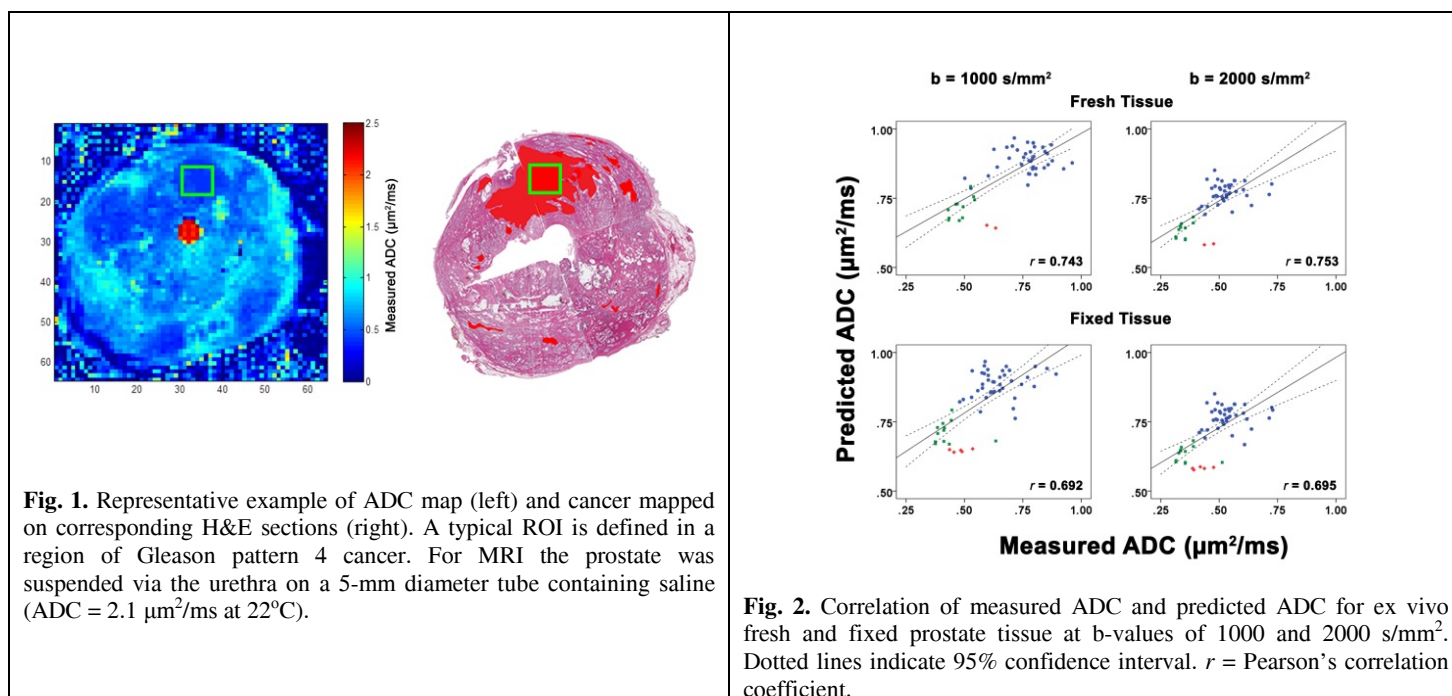 2.5
2
1.5
1
0.5
0
Measured ADC (µm²/ms)
10
20
30
40
50
60
10 20 30 40 50 60
Fig. 1. Representative example of ADC map (left) and cancer mapped
on corresponding H&E sections (right). A typical ROI is defined in a
region of Gleason pattern 4 cancer. For MRI the prostate was
suspended via the urethra on a 5-mm diameter tube containing saline
(ADC = 2.1 µm²/ms at 22°C).
b = 1000 s/mm² b = 2000 s/mm²
Fresh Tissue
1.00
.75
.50
r = 0.743
.25 .50 .75 1.00
1.00
.75
.50
r = 0.753
.25 .50 .75 1.00
Fixed Tissue
1.00
.75
.50
r = 0.692
.25 .50 .75 1.00
1.00
.75
.50
r = 0.695
.25 .50 .75 1.00
Predicted ADC (µm²/ms)
Measured ADC (µm²/ms)
Fig. 2. Correlation of measured ADC and predicted ADC for ex vivo
fresh and fixed prostate tissue at b-values of 1000 and 2000 s/mm².
Dotted lines indicate 95% confidence interval. r = Pearson's correlation
coefficient.